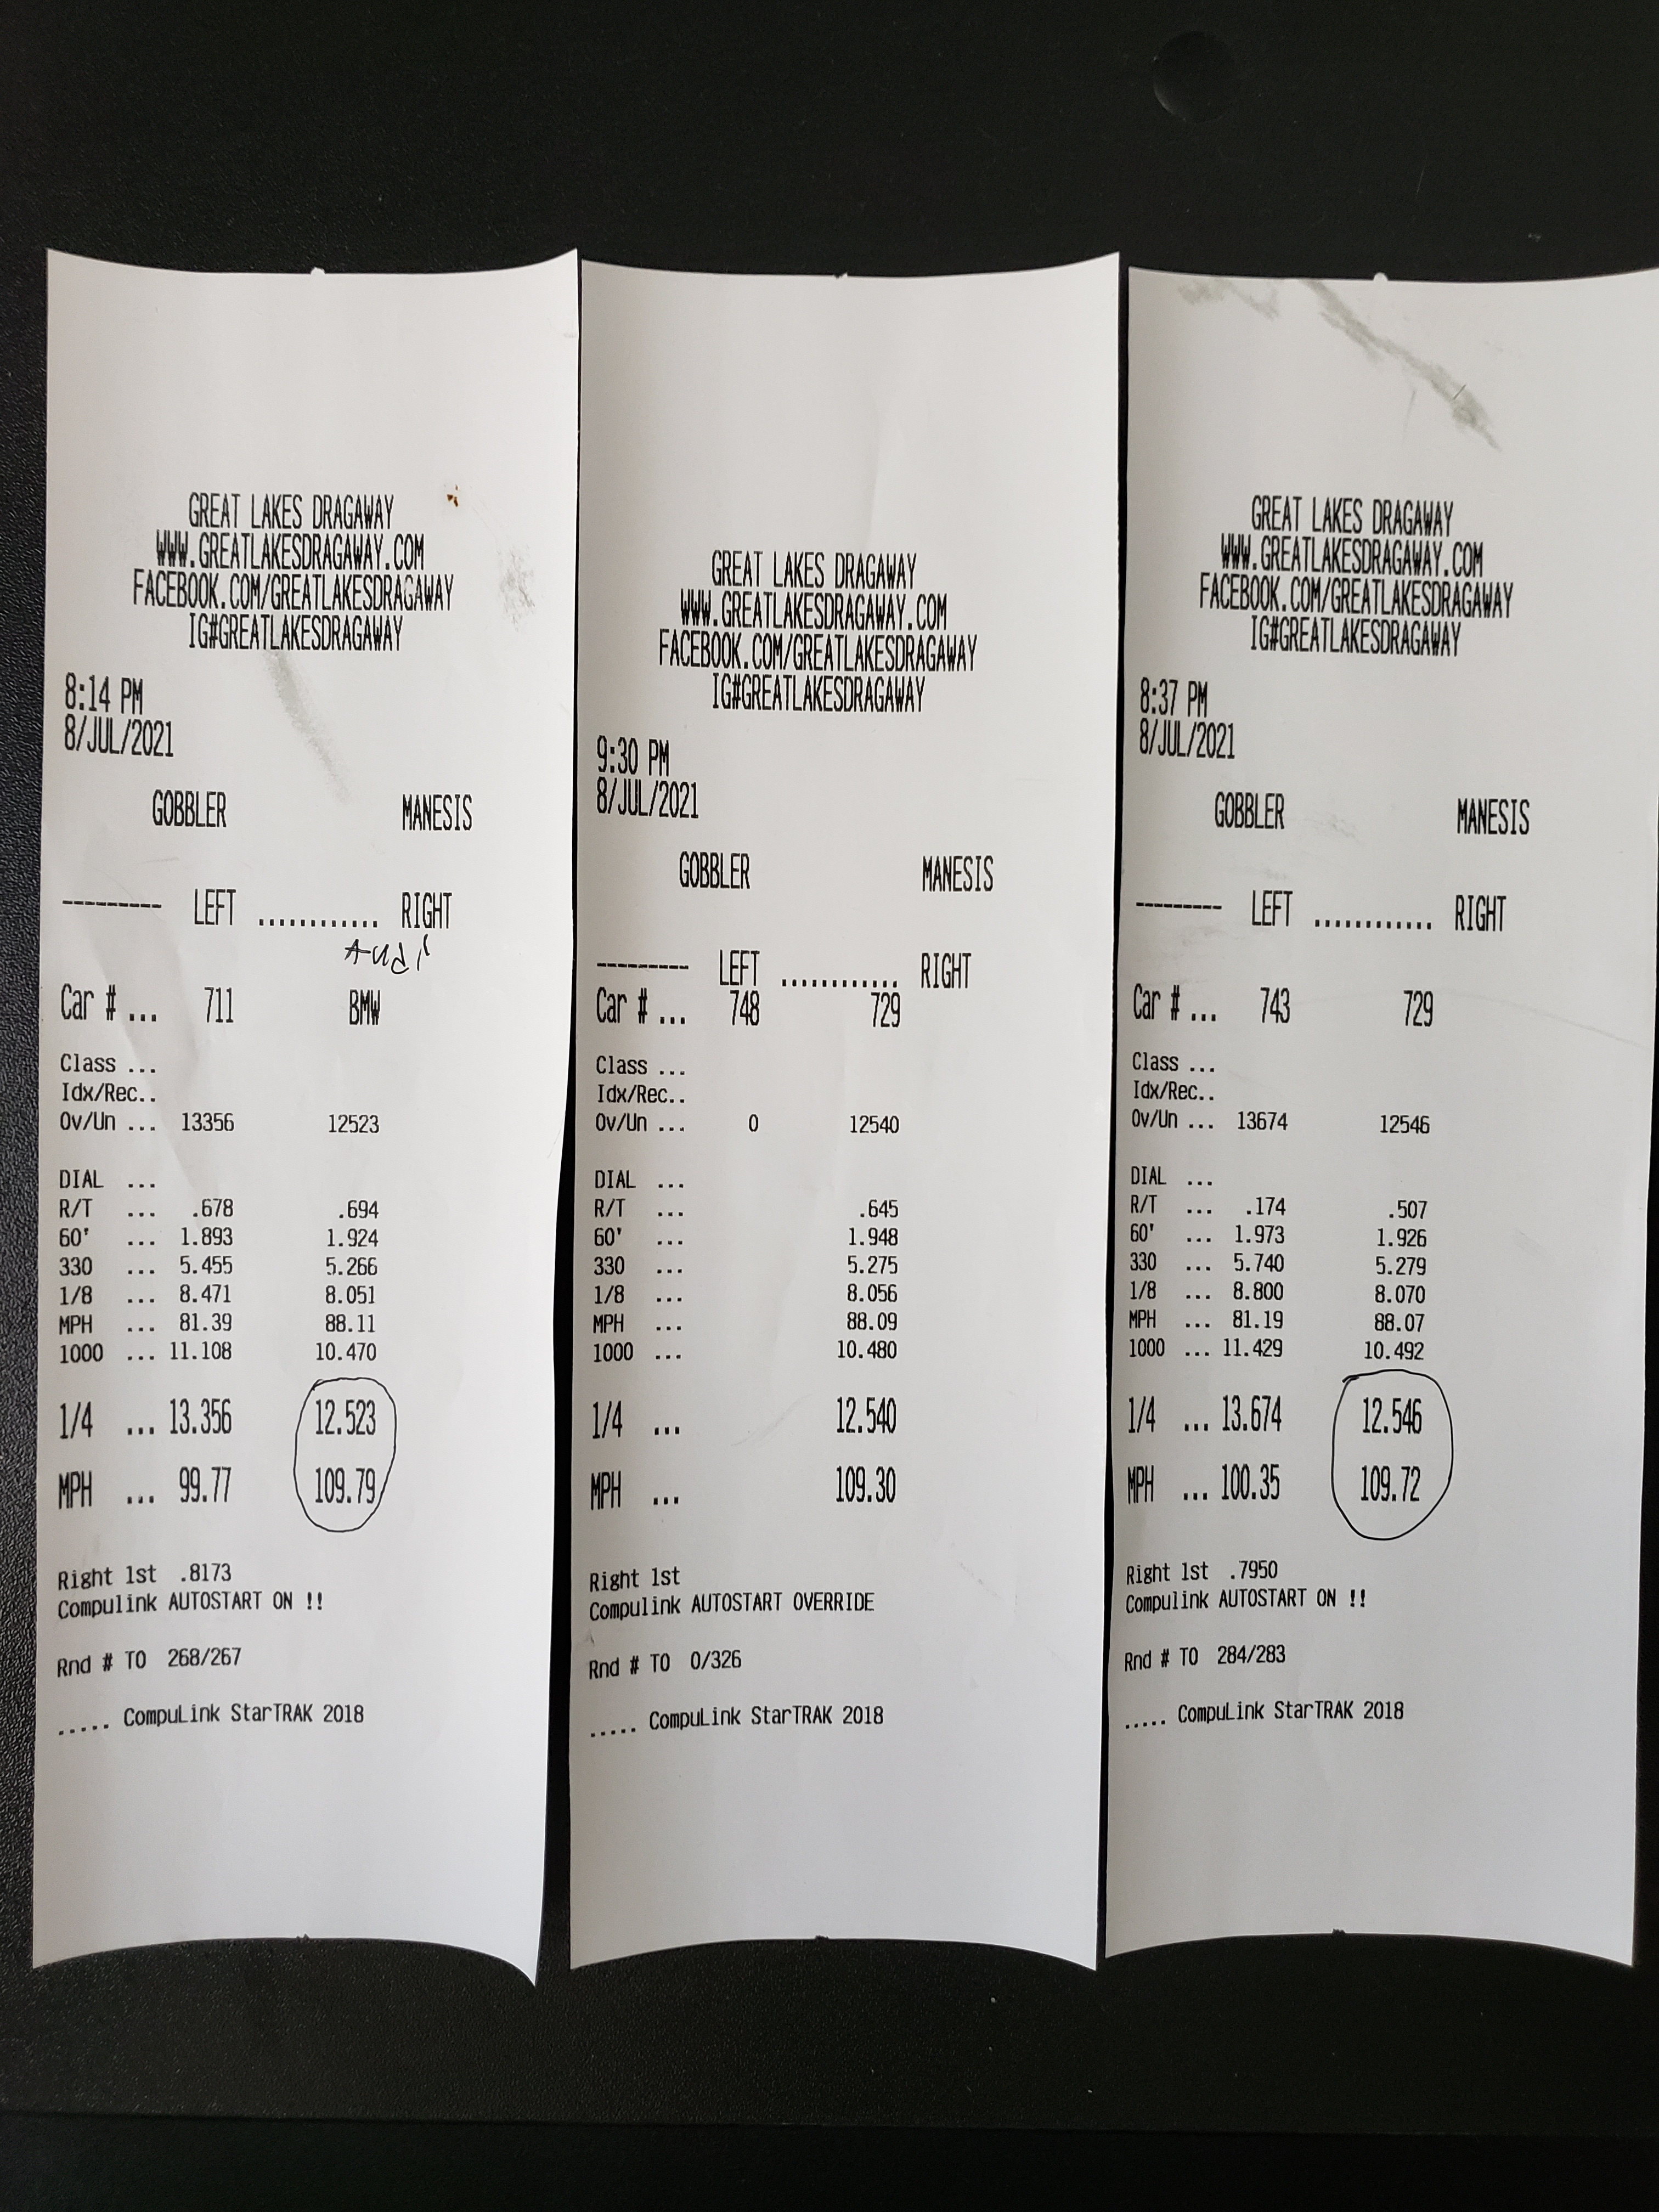 GREAT LAKES DRAGAWAY
WWW.GREATLAKESDRAGAWAY.COM
FACEBOOK.COM/GREATLAKESDRAGAWAY
IG#GREATLAKESDRAGAWAY
8:14 PM
8/JUL/2021
GOBBLER MANESIS
--------- LEFT ............ RIGHT
Audi
Car # ... 711 BMW
Class ...
Idx/Rec..
Ov/Un ... 13356 12523
DIAL ...
R/T ... .678 .694
60' ... 1.893 1.924
330 ... 5.455 5.266
1/8 ... 8.471 8.051
MPH ... 81.39 88.11
1000 ... 11.108 10.470
1/4 ... 13.356 12.523
MPH ... 99.77 109.79
Right 1st .8173
Compulink AUTOSTART ON !!
Rnd # TO 268/267
..... CompuLink StarTRAK 2018
GREAT LAKES DRAGAWAY
WWW.GREATLAKESDRAGAWAY.COM
FACEBOOK.COM/GREATLAKESDRAGAWAY
IG#GREATLAKESDRAGAWAY
9:30 PM
8/JUL/2021
GOBBLER MANESIS
--------- LEFT ............ RIGHT
Car # ... 748 729
Class ...
Idx/Rec..
Ov/Un ... 0 12540
DIAL ...
R/T ... .645
60' ... 1.948
330 ... 5.275
1/8 ... 8.056
MPH ... 88.09
1000 ... 10.480
1/4 ... 12.540
MPH ... 109.30
Right 1st
Compulink AUTOSTART OVERRIDE
Rnd # TO 0/326
..... CompuLink StarTRAK 2018
GREAT LAKES DRAGAWAY
WWW.GREATLAKESDRAGAWAY.COM
FACEBOOK.COM/GREATLAKESDRAGAWAY
IG#GREATLAKESDRAGAWAY
8:37 PM
8/JUL/2021
GOBBLER MANESIS
--------- LEFT ............ RIGHT
Car # ... 743 729
Class ...
Idx/Rec..
Ov/Un ... 13674 12546
DIAL ...
R/T ... .174 .507
60' ... 1.973 1.926
330 ... 5.740 5.279
1/8 ... 8.800 8.070
MPH ... 81.19 88.07
1000 ... 11.429 10.492
1/4 ... 13.674 12.546
MPH ... 100.35 109.72
Right 1st .7950
Compulink AUTOSTART ON !!
Rnd # TO 284/283
..... CompuLink StarTRAK 2018